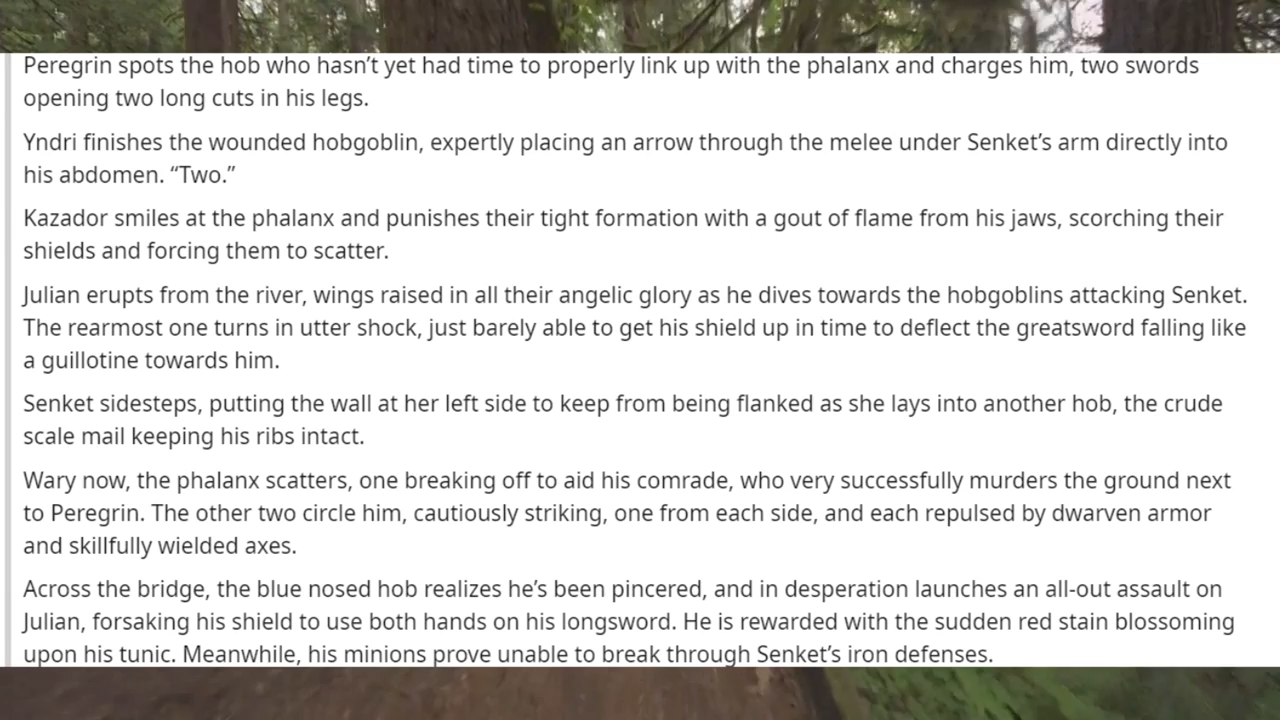 Peregrin spots the hob who hasn’t yet had time to properly link up with the phalanx and charges him, two swords
opening two long cuts in his legs.
Yndri finishes the wounded hobgoblin, expertly placing an arrow through the melee under Senket’s arm directly into
his abdomen. “Two.”
Kazador smiles at the phalanx and punishes their tight formation with a gout of flame from his jaws, scorching their
shields and forcing them to scatter.
Julian erupts from the river, wings raised in all their angelic glory as he dives towards the hobgoblins attacking Senket.
The rearmost one turns in utter shock, just barely able to get his shield up in time to deflect the greatsword falling like
a guillotine towards him.
Senket sidesteps, putting the wall at her left side to keep from being flanked as she lays into another hob, the crude
scale mail keeping his ribs intact.
Wary now, the phalanx scatters, one breaking off to aid his comrade, who very successfully murders the ground next
to Peregrin. The other two circle him, cautiously striking, one from each side, and each repulsed by dwarven armor
and skillfully wielded axes.
Across the bridge, the blue nosed hob realizes he’s been pincered, and in desperation launches an all-out assault on
Julian, forsaking his shield to use both hands on his longsword. He is rewarded with the sudden red stain blossoming
upon his tunic. Meanwhile, his minions prove unable to break through Senket’s iron defenses.